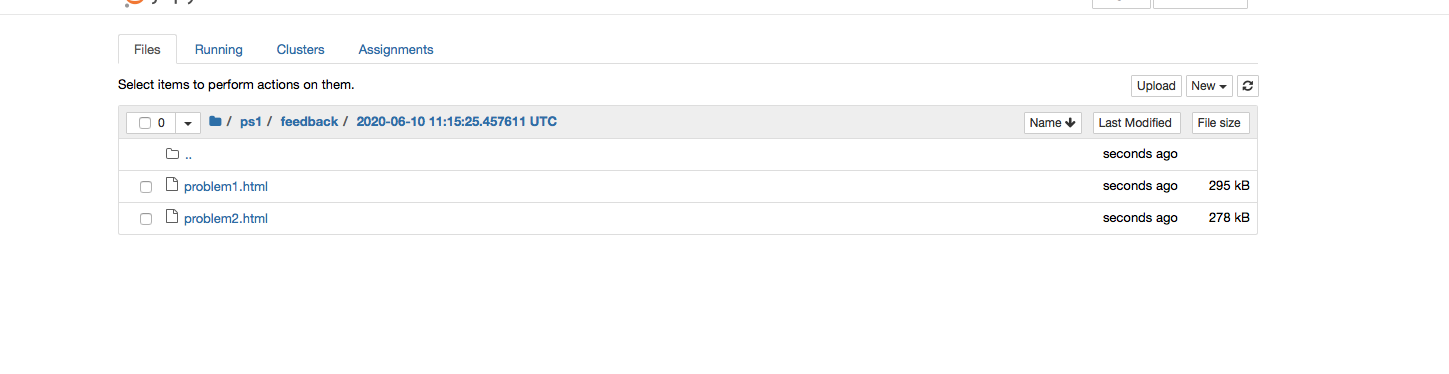 Files Running Clusters Assignments
Select items to perform actions on them.
Upload New
0 / ps1 / feedback / 2020-06-10 11:15:25.457611 UTC Name Last Modified File size
.. seconds ago
problem1.html seconds ago 295 kB
problem2.html seconds ago 278 kB